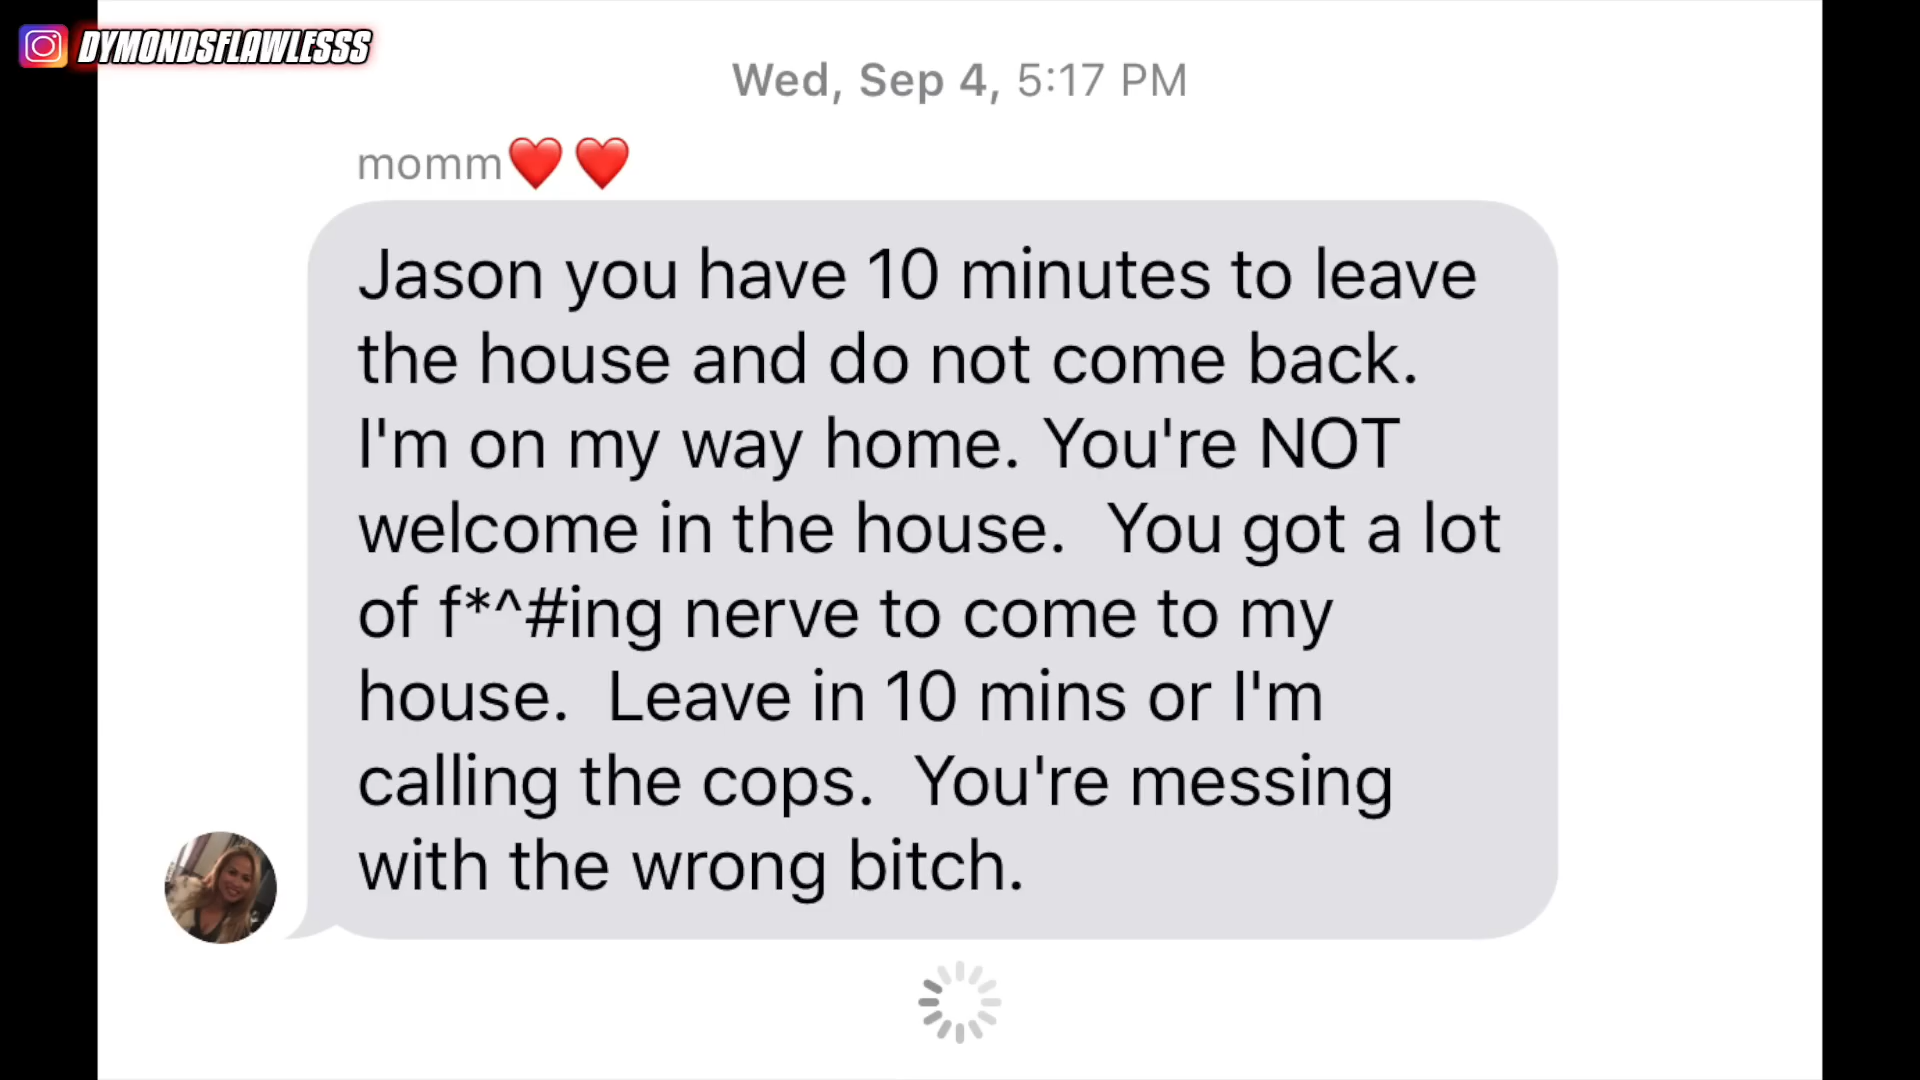 DYMONDSFLAWLESSS
Wed, Sep 4, 5:17 PM
momm❤️❤️
Jason you have 10 minutes to leave
the house and do not come back.
I'm on my way home. You're NOT
welcome in the house.  You got a lot
of f*^#ing nerve to come to my
house.  Leave in 10 mins or I'm
calling the cops.  You're messing
with the wrong bitch.